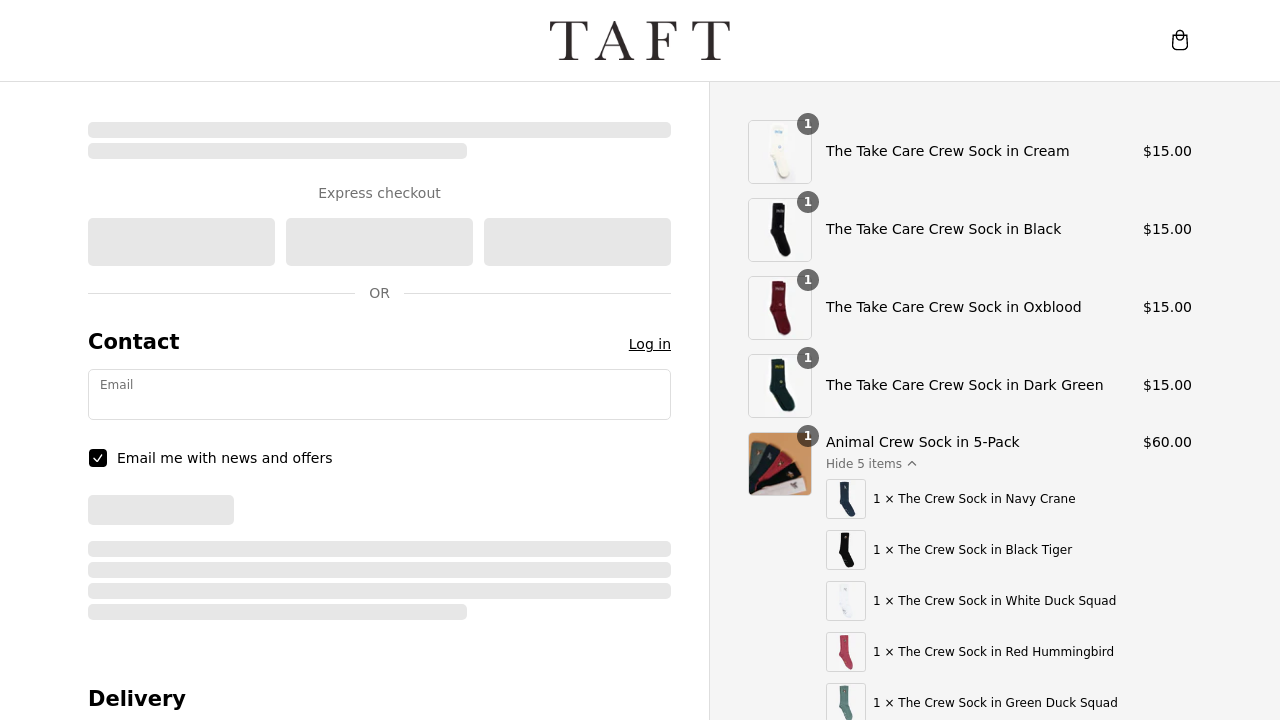 TAFT
Express checkout
OR
Contact
Log in
Email
Email me with news and offers
Delivery
1
The Take Care Crew Sock in Cream
$15.00
1
The Take Care Crew Sock in Black
$15.00
1
The Take Care Crew Sock in Oxblood
$15.00
1
The Take Care Crew Sock in Dark Green
$15.00
1
Animal Crew Sock in 5-Pack
$60.00
Hide 5 items
1 × The Crew Sock in Navy Crane
1 × The Crew Sock in Black Tiger
1 × The Crew Sock in White Duck Squad
1 × The Crew Sock in Red Hummingbird
1 × The Crew Sock in Green Duck Squad